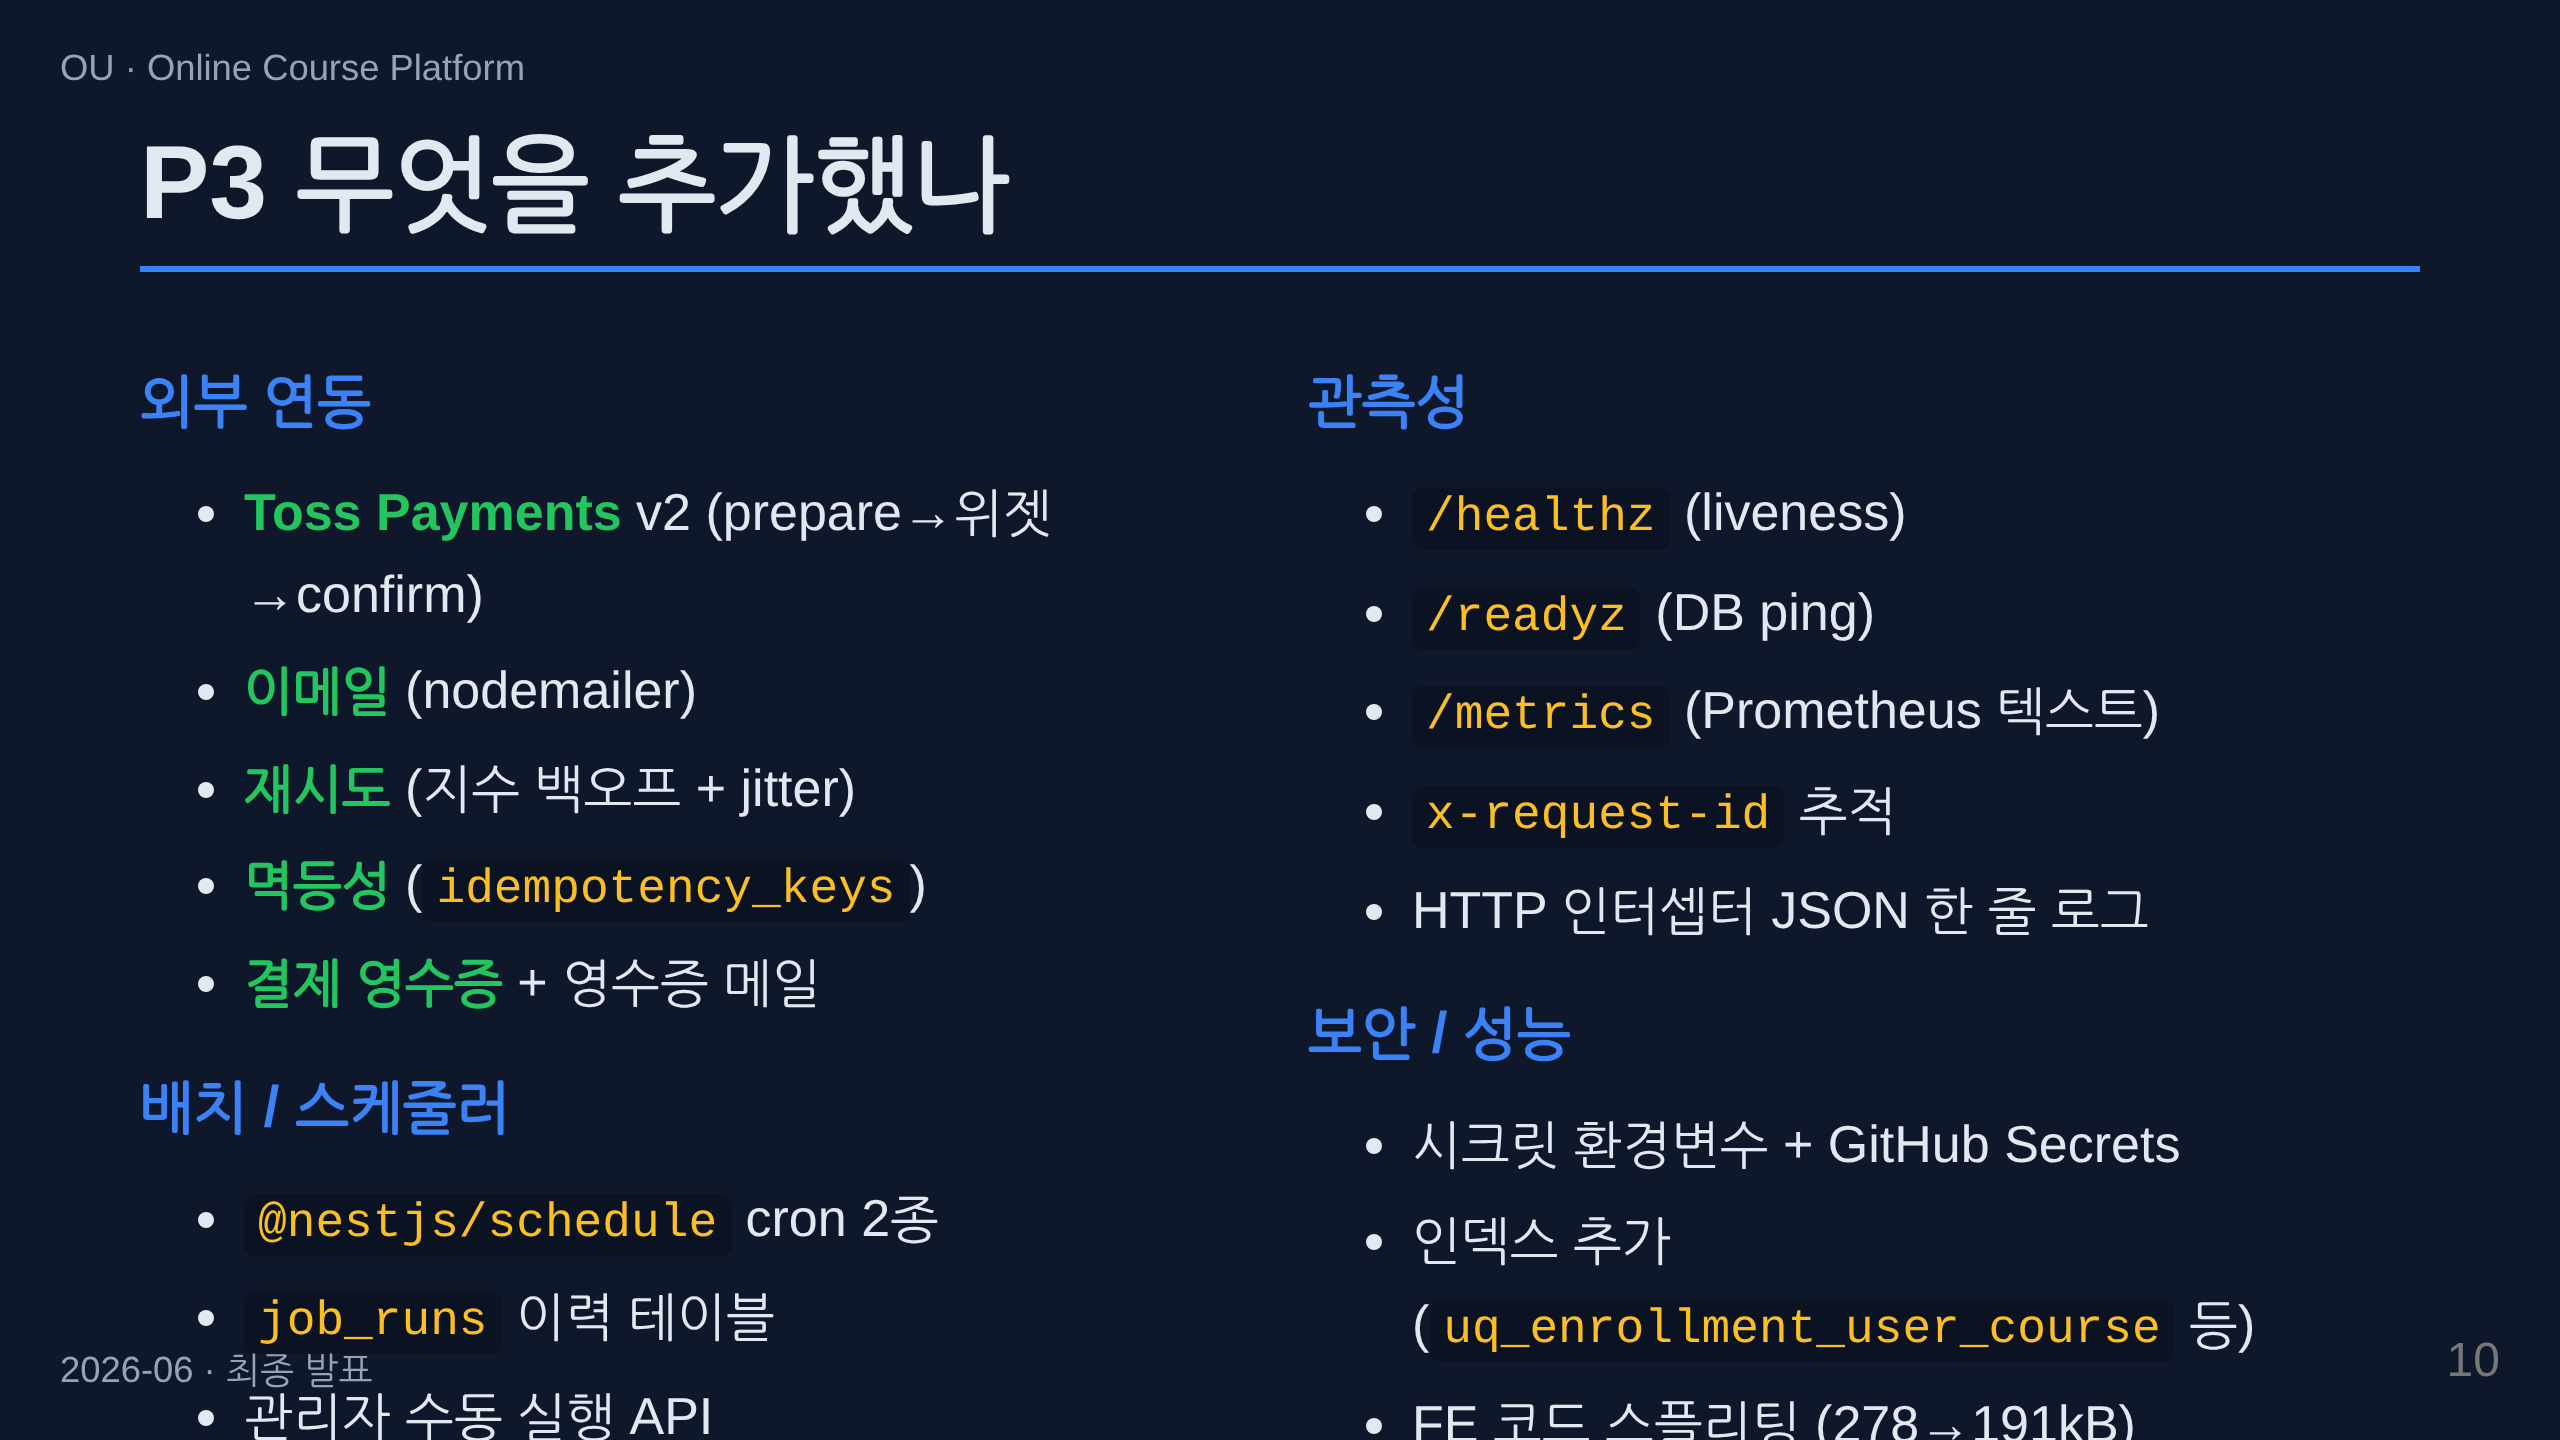 OU · Online Course Platform
P3 무엇을 추가했나
외부 연동
• Toss Payments v2 (prepare→위젯
→confirm)
• 이메일 (nodemailer)
• 재시도 (지수 백오프 + jitter)
• 멱등성 (idempotency_keys)
• 결제 영수증 + 영수증 메일
배치 / 스케줄러
• @nestjs/schedule cron 2종
• job_runs 이력 테이블
• 관리자 수동 실행 API
관측성
• /healthz (liveness)
• /readyz (DB ping)
• /metrics (Prometheus 텍스트)
• x-request-id 추적
• HTTP 인터셉터 JSON 한 줄 로그
보안 / 성능
• 시크릿 환경변수 + GitHub Secrets
• 인덱스 추가
(uq_enrollment_user_course 등)
• FE 코드 스플리팅 (278→191kB)
2026-06 · 최종 발표
10